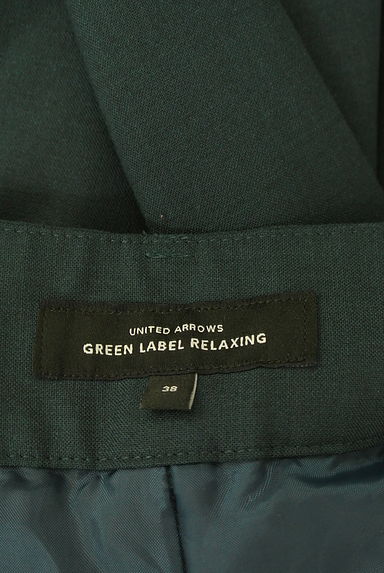 UNITED ARROWS
GREEN LABEL RELAXING
38